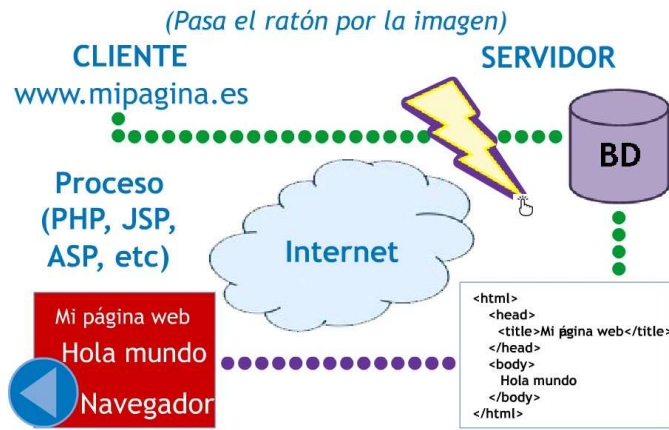 (Pasa el ratón por la imagen)
CLIENTE
www.mipagina.es
SERVIDOR
BD
Proceso
(PHP, JSP,
ASP, etc)
Internet
Mi página web
Hola mundo
Navegador
<html>
<head>
<title>Mi página web</title>
</head>
<body>
Hola mundo
</body>
</html>